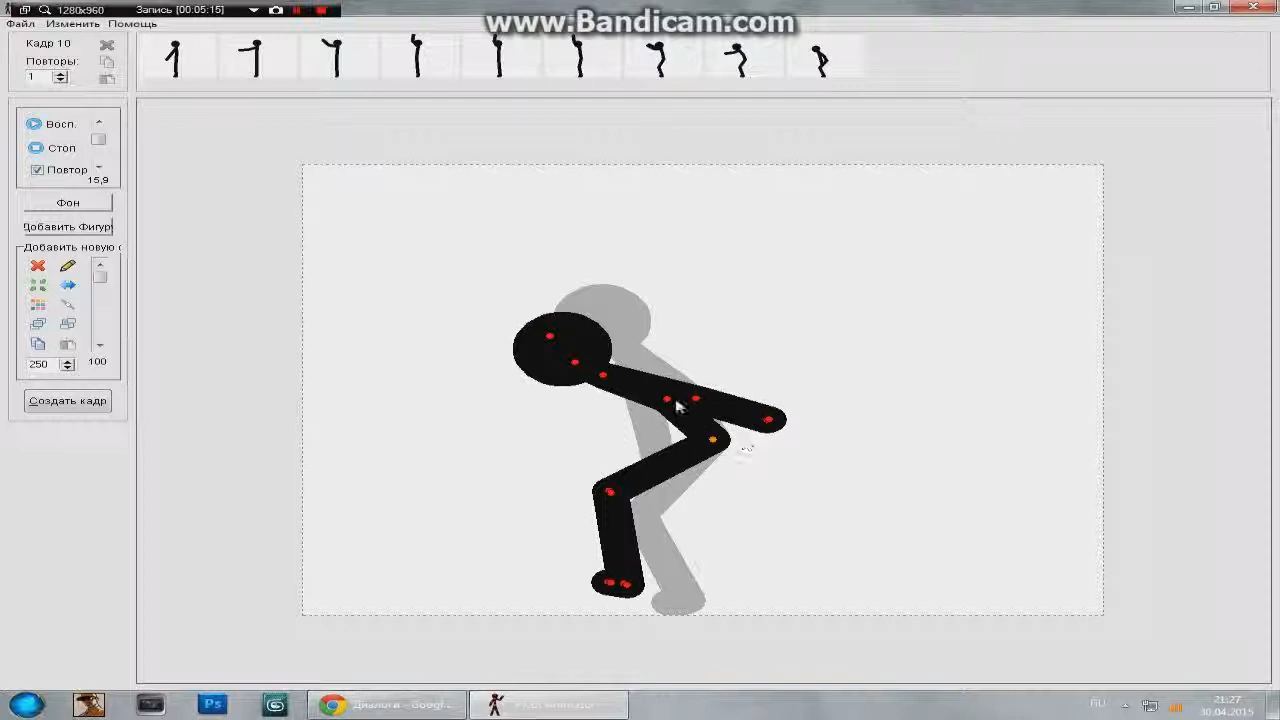 1280x960 Запись [00:05:15]
www.Bandicam.com
Файл Изменить Помощь
Кадр 10
Повторы:
1
Восп.
Стоп
Повтор
15,9
Фон
Добавить Фигур
Добавить новую
250
100
Создать кадр
Диалоги - Googl...
RU
21:27
30.04.2015
Ps